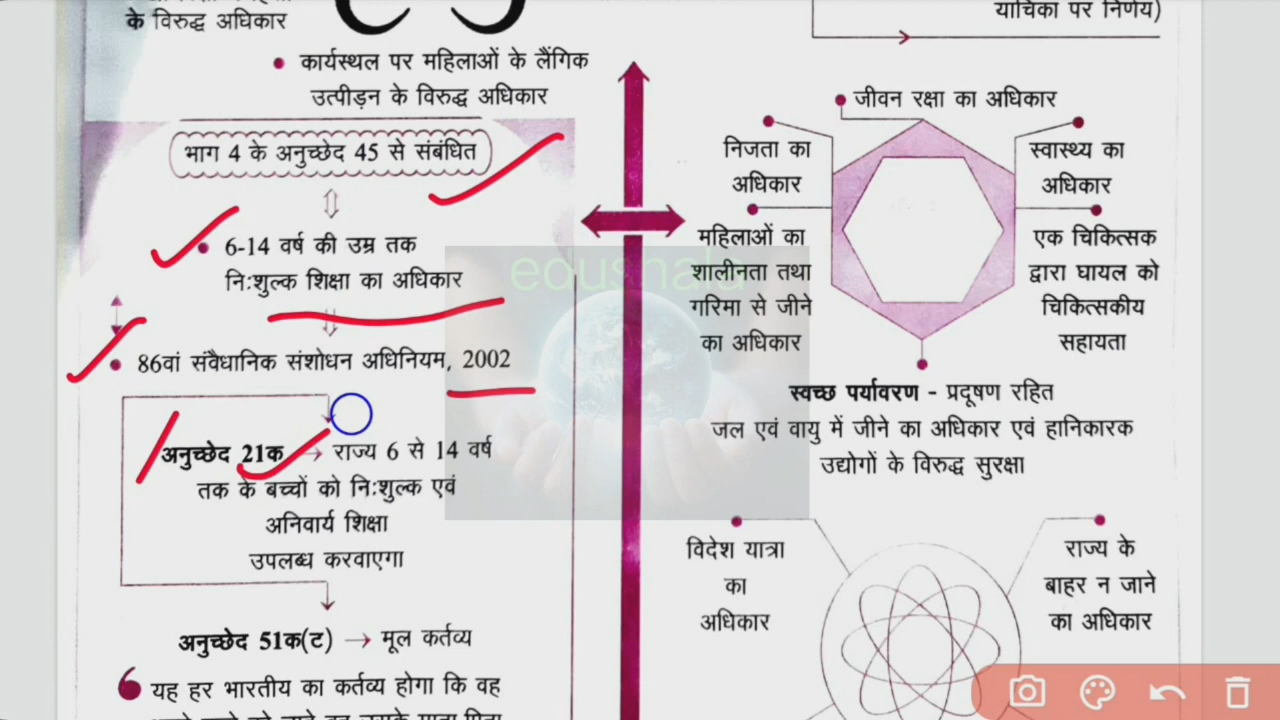 के विरुद्ध अधिकार
कार्यस्थल पर महिलाओं के लैंगिक
उत्पीड़न के विरुद्ध अधिकार
भाग 4 के अनुच्छेद 45 से संबंधित
6-14 वर्ष की उम्र तक
नि:शुल्क शिक्षा का अधिकार
86वां संवैधानिक संशोधन अधिनियम, 2002
अनुच्छेद 21क → राज्य 6 से 14 वर्ष
तक के बच्चों को नि:शुल्क एवं
अनिवार्य शिक्षा
उपलब्ध करवाएगा
अनुच्छेद 51क(ट) → मूल कर्तव्य
यह हर भारतीय का कर्तव्य होगा कि वह
याचिका पर निर्णय)
जीवन रक्षा का अधिकार
निजता का
अधिकार
स्वास्थ्य का
अधिकार
महिलाओं का
शालीनता तथा
गरिमा से जीने
का अधिकार
एक चिकित्सक
द्वारा घायल को
चिकित्सकीय
सहायता
स्वच्छ पर्यावरण - प्रदूषण रहित
जल एवं वायु में जीने का अधिकार एवं हानिकारक
उद्योगों के विरुद्ध सुरक्षा
विदेश यात्रा
का
अधिकार
राज्य के
बाहर न जाने
का अधिकार
edushala